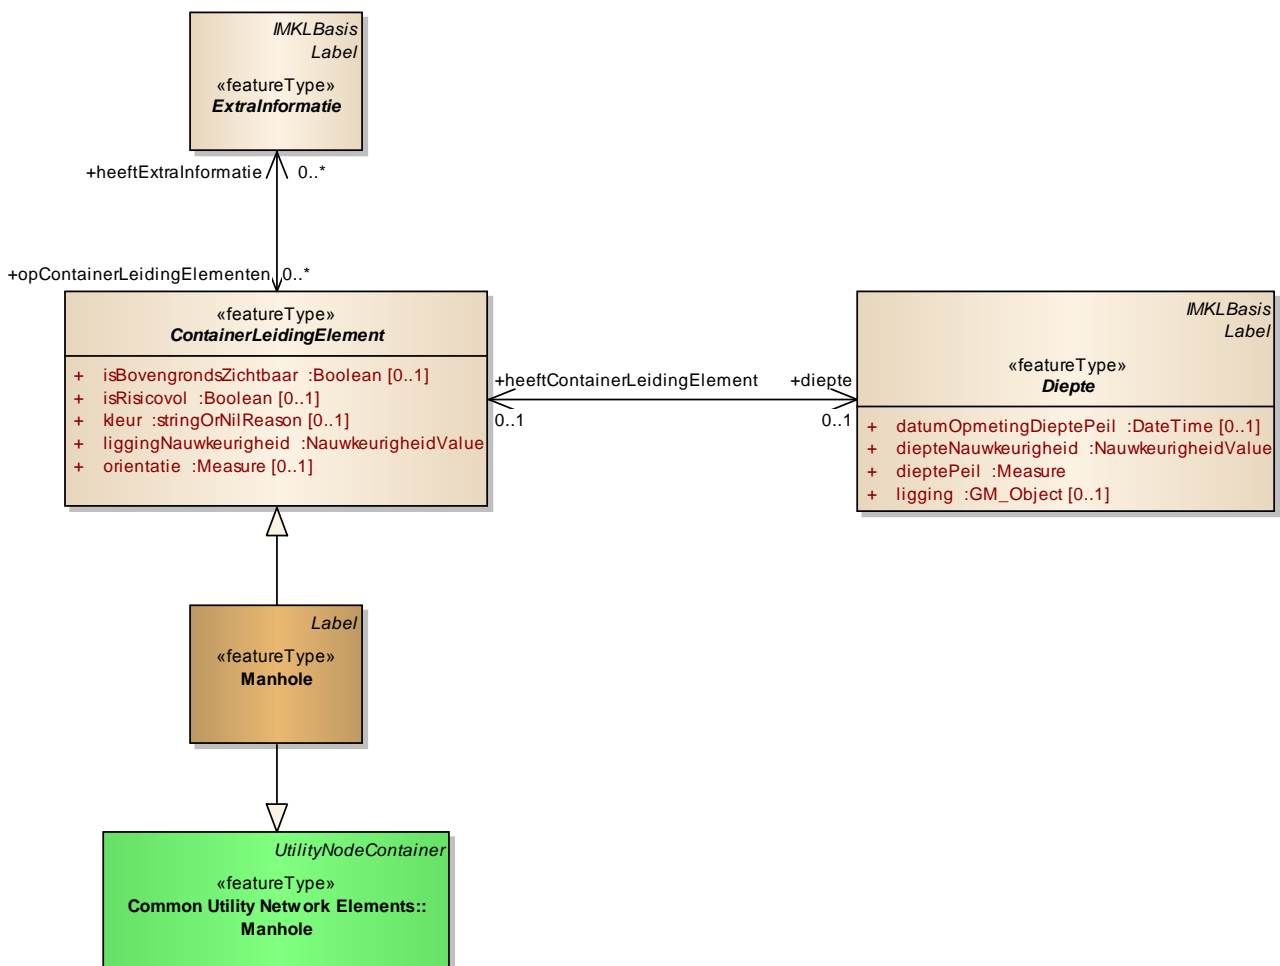 IMKLBasis
Label
«featureType»
ExtraInformatie
+heeftExtraInformatie 0..*
+opContainerLeidingElementen 0..*
«featureType»
ContainerLeidingElement
+ isBovengrondsZichtbaar :Boolean [0..1]
+ isRisicovol :Boolean [0..1]
+ kleur :stringOrNilReason [0..1]
+ liggingNauwkeurigheid :NauwkeurigheidValue
+ orientatie :Measure [0..1]
+heeftContainerLeidingElement +diepte
0..1 0..1
IMKLBasis
Label
«featureType»
Diepte
+ datumOpmetingDieptePeil :DateTime [0..1]
+ diepteNauwkeurigheid :NauwkeurigheidValue
+ dieptePeil :Measure
+ ligging :GM_Object [0..1]
Label
«featureType»
Manhole
UtilityNodeContainer
«featureType»
Common Utility Network Elements::
Manhole